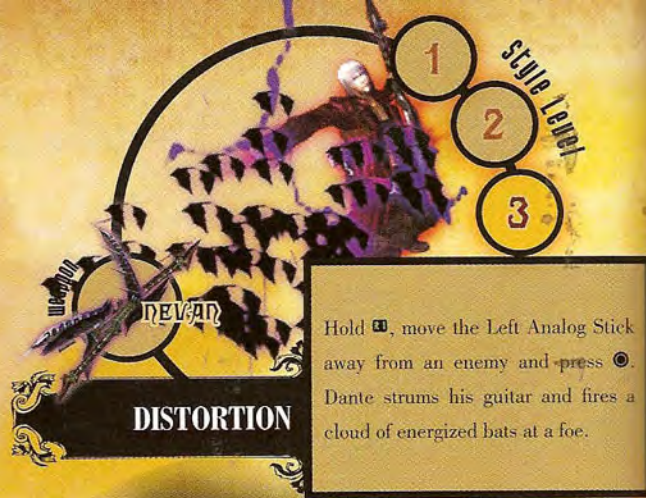 Style Level
1
2
3
weapon
NEVAN
DISTORTION
Hold R1, move the Left Analog Stick
away from an enemy and press ◉.
Dante strums his guitar and fires a
cloud of energized bats at a foe.